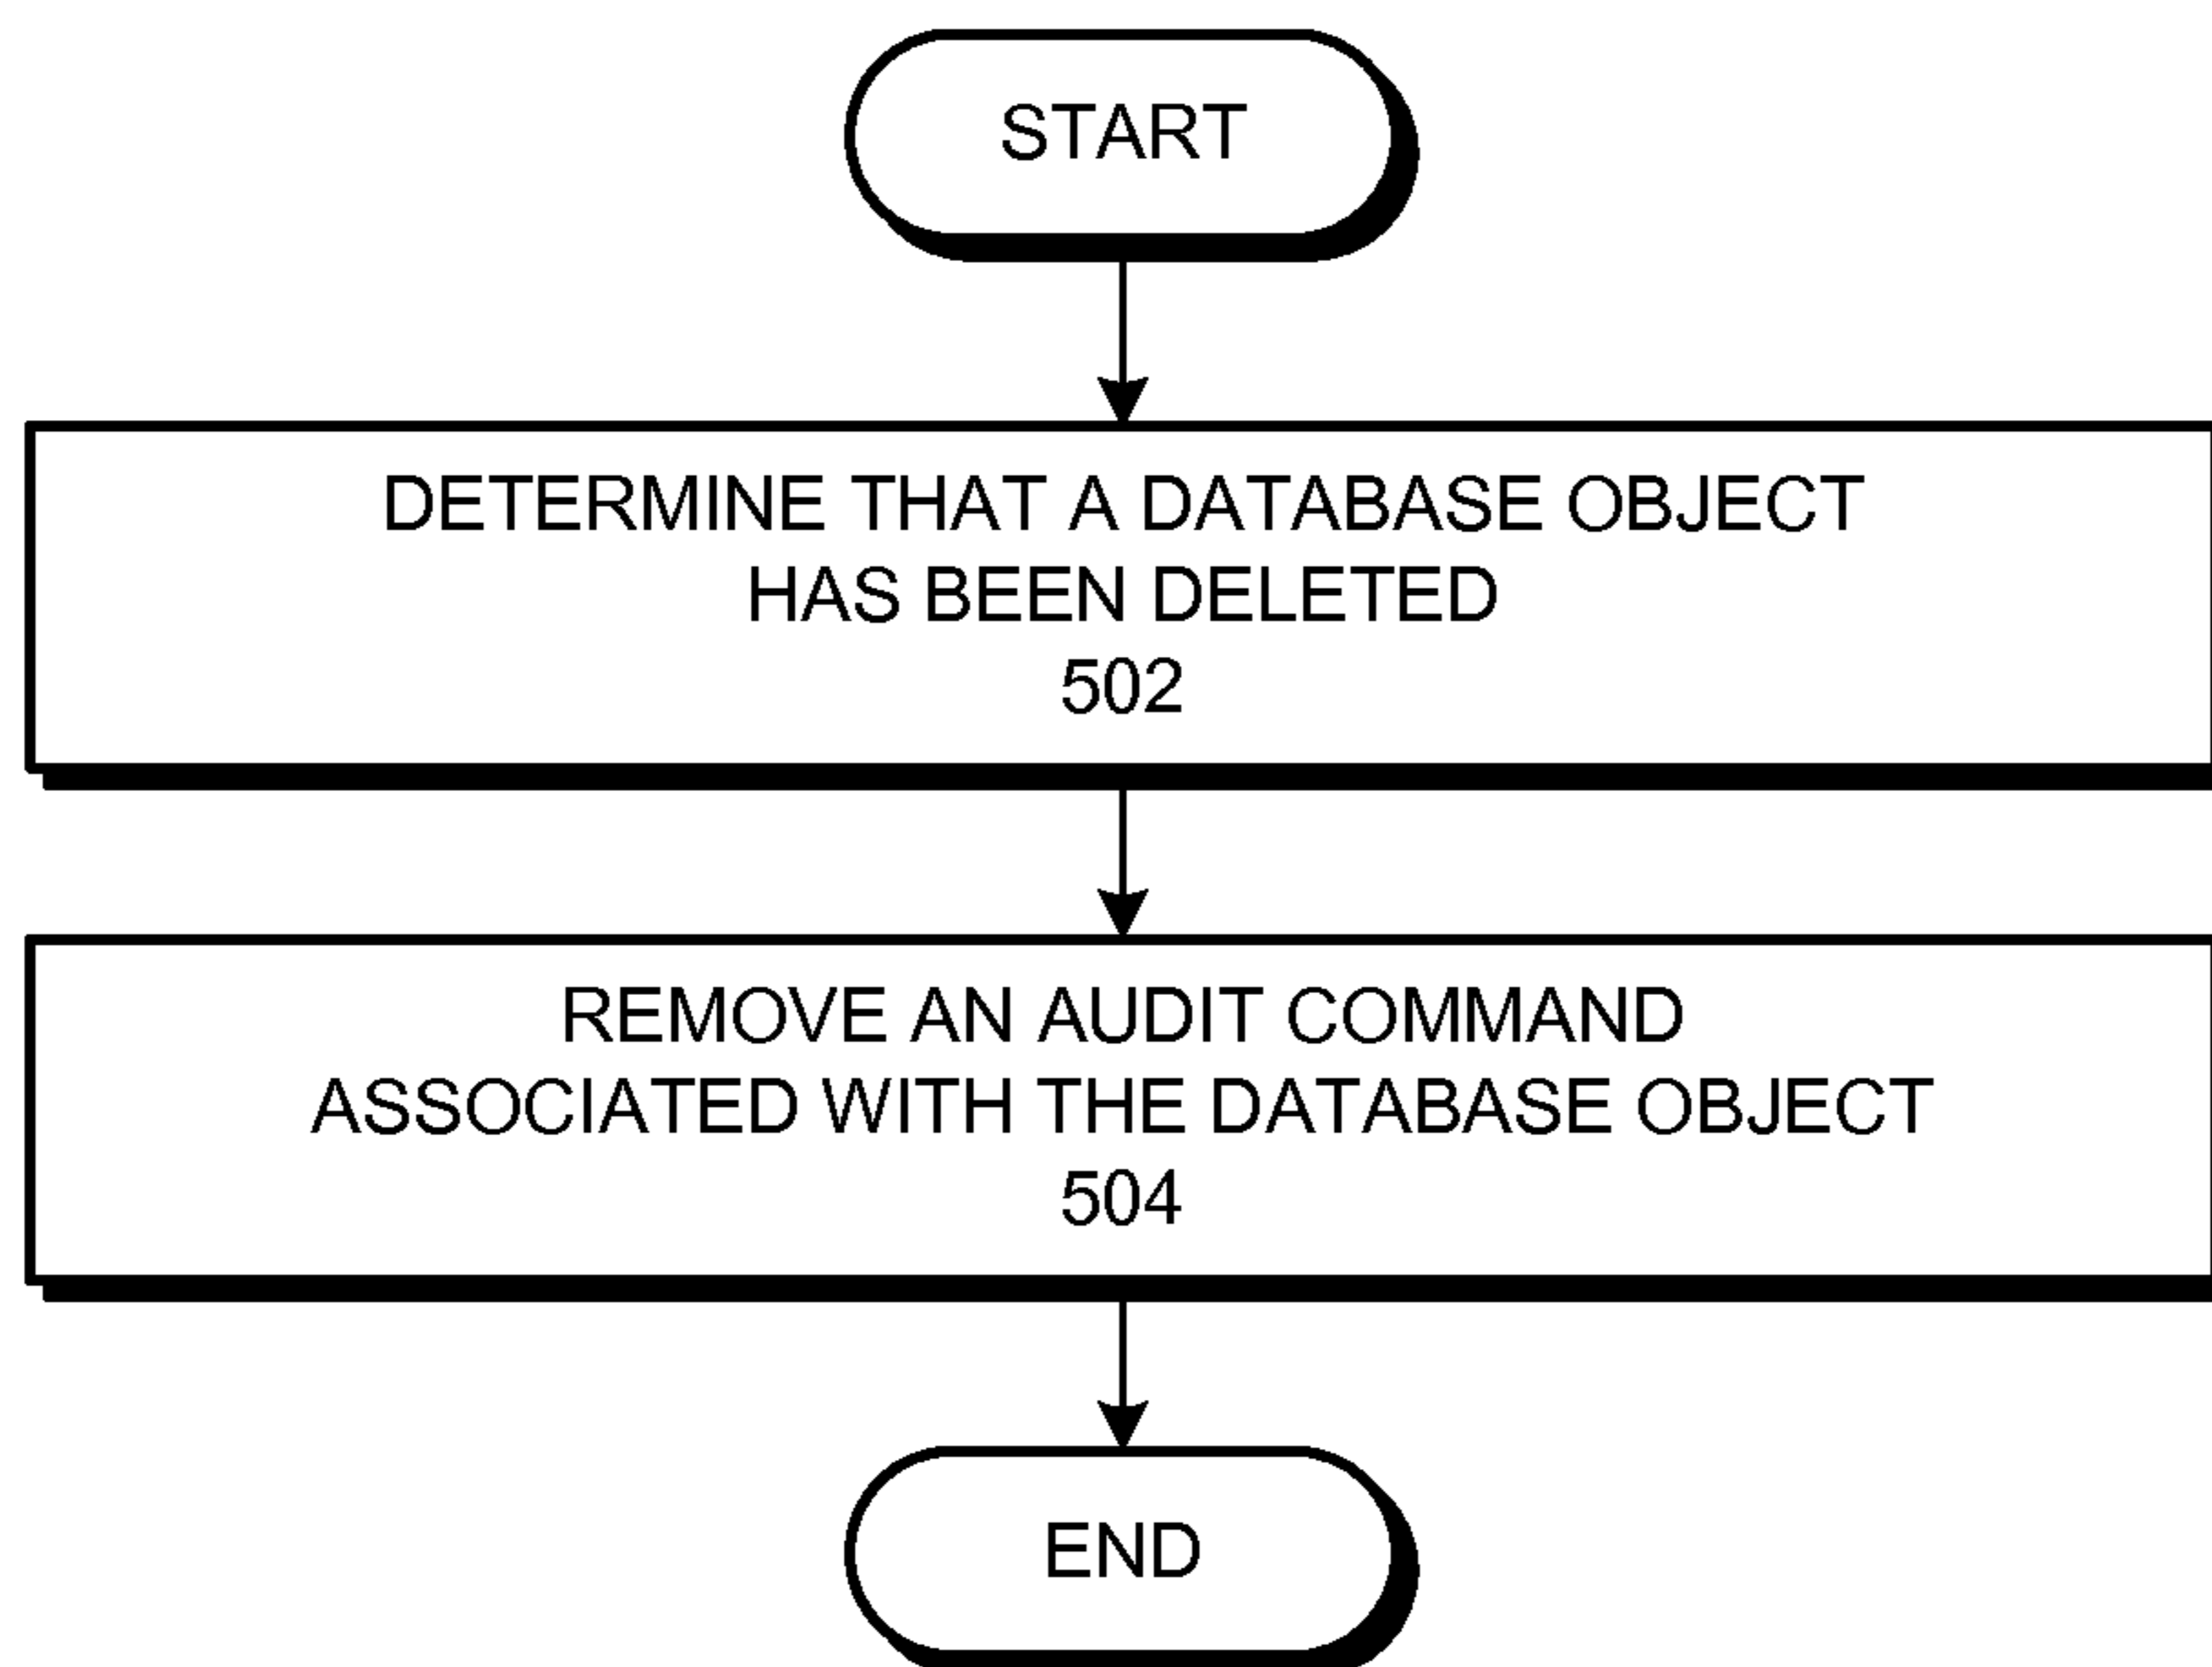 START
DETERMINE THAT A DATABASE OBJECT
HAS BEEN DELETED
502
REMOVE AN AUDIT COMMAND
ASSOCIATED WITH THE DATABASE OBJECT
504
END